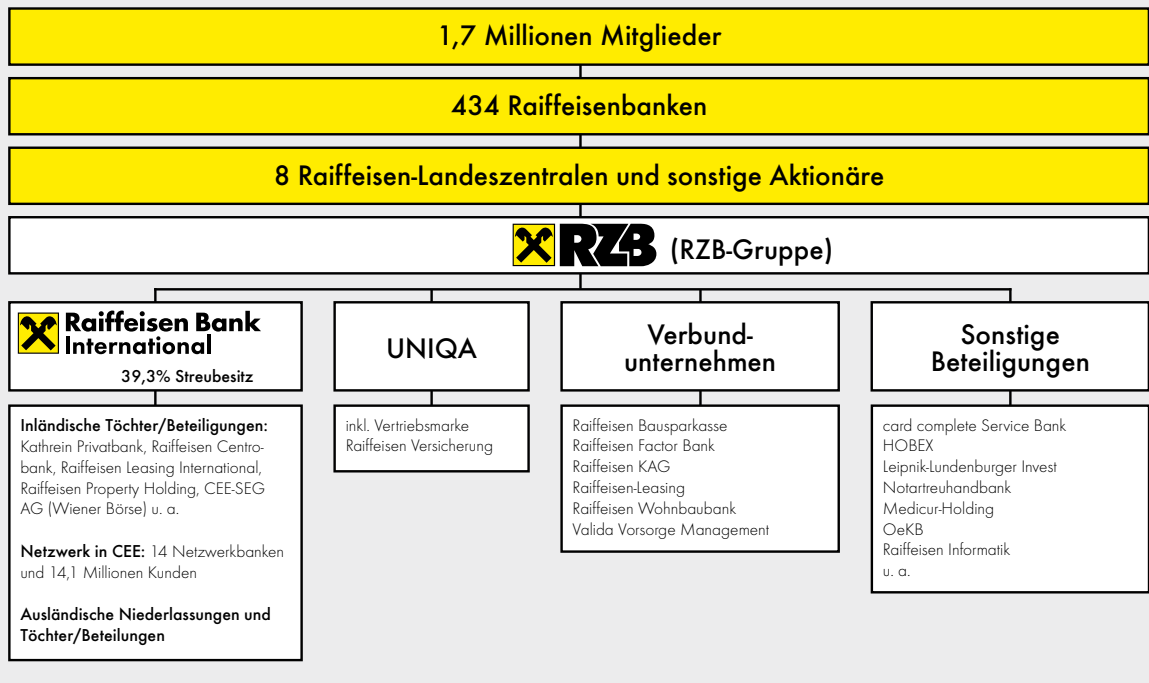 1,7 Millionen Mitglieder
434 Raiffeisenbanken
8 Raiffeisen-Landeszentralen und sonstige Aktionäre
RZB (RZB-Gruppe)
Raiffeisen Bank
International
39,3% Streubesitz
Inländische Töchter/Beteiligungen:
Kathrein Privatbank, Raiffeisen Centro-
bank, Raiffeisen Leasing International,
Raiffeisen Property Holding, CEE-SEG
AG (Wiener Börse) u. a.
Netzwerk in CEE: 14 Netzwerkbanken
und 14,1 Millionen Kunden
Ausländische Niederlassungen und
Töchter/Beteilungen
UNIQA
inkl. Vertriebsmarke
Raiffeisen Versicherung
Verbund-
unternehmen
Raiffeisen Bausparkasse
Raiffeisen Factor Bank
Raiffeisen KAG
Raiffeisen-Leasing
Raiffeisen Wohnbaubank
Valida Vorsorge Management
Sonstige
Beteiligungen
card complete Service Bank
HOBEX
Leipnik-Lundenburger Invest
Notartreuhandbank
Medicur-Holding
OeKB
Raiffeisen Informatik
u. a.